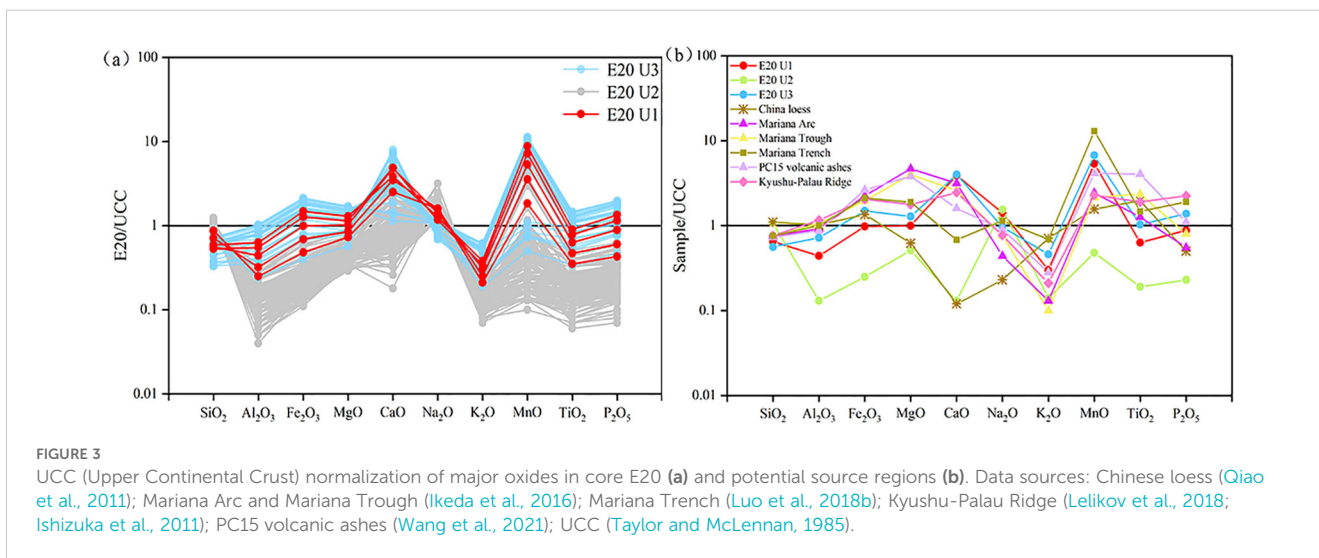 (a)
100
10
1
0.1
0.01
E20/UCC
E20 U3
E20 U2
E20 U1
SiO₂ Al₂O₃ Fe₂O₃ MgO CaO Na₂O K₂O MnO TiO₂ P₂O₅
(b)
100
10
1
0.1
0.01
Sample/UCC
E20 U1
E20 U2
E20 U3
China loess
Mariana Arc
Mariana Trough
Mariana Trench
PC15 volcanic ashes
Kyushu-Palau Ridge
SiO₂ Al₂O₃ Fe₂O₃ MgO CaO Na₂O K₂O MnO TiO₂ P₂O₅
FIGURE 3
UCC (Upper Continental Crust) normalization of major oxides in core E20 (a) and potential source regions (b). Data sources: Chinese loess (Qiao
et al., 2011); Mariana Arc and Mariana Trough (Ikeda et al., 2016); Mariana Trench (Luo et al., 2018b); Kyushu-Palau Ridge (Lelikov et al., 2018;
Ishizuka et al., 2011); PC15 volcanic ashes (Wang et al., 2021); UCC (Taylor and McLennan, 1985).